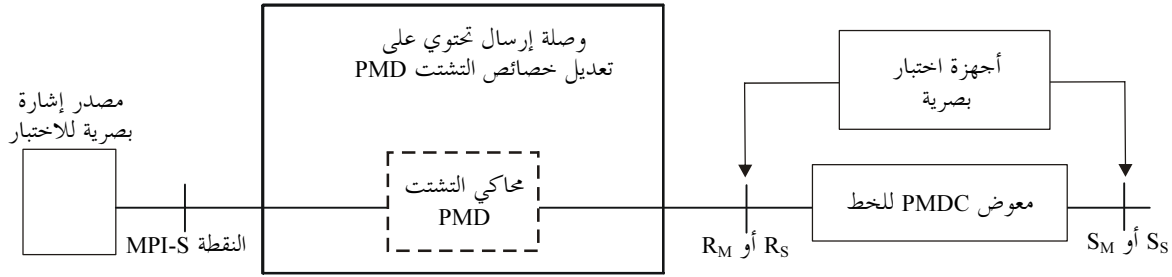 وصلة إرسال تحتوي على
تعديل خصائص التشتت PMD
أجهزة اختبار
بصرية
مصدر إشارة
بصرية للاختبار
محاكي التشتت
PMD
معوض PMDC للخط
النقطة MPI-S
R_S أو R_M
S_S أو S_M